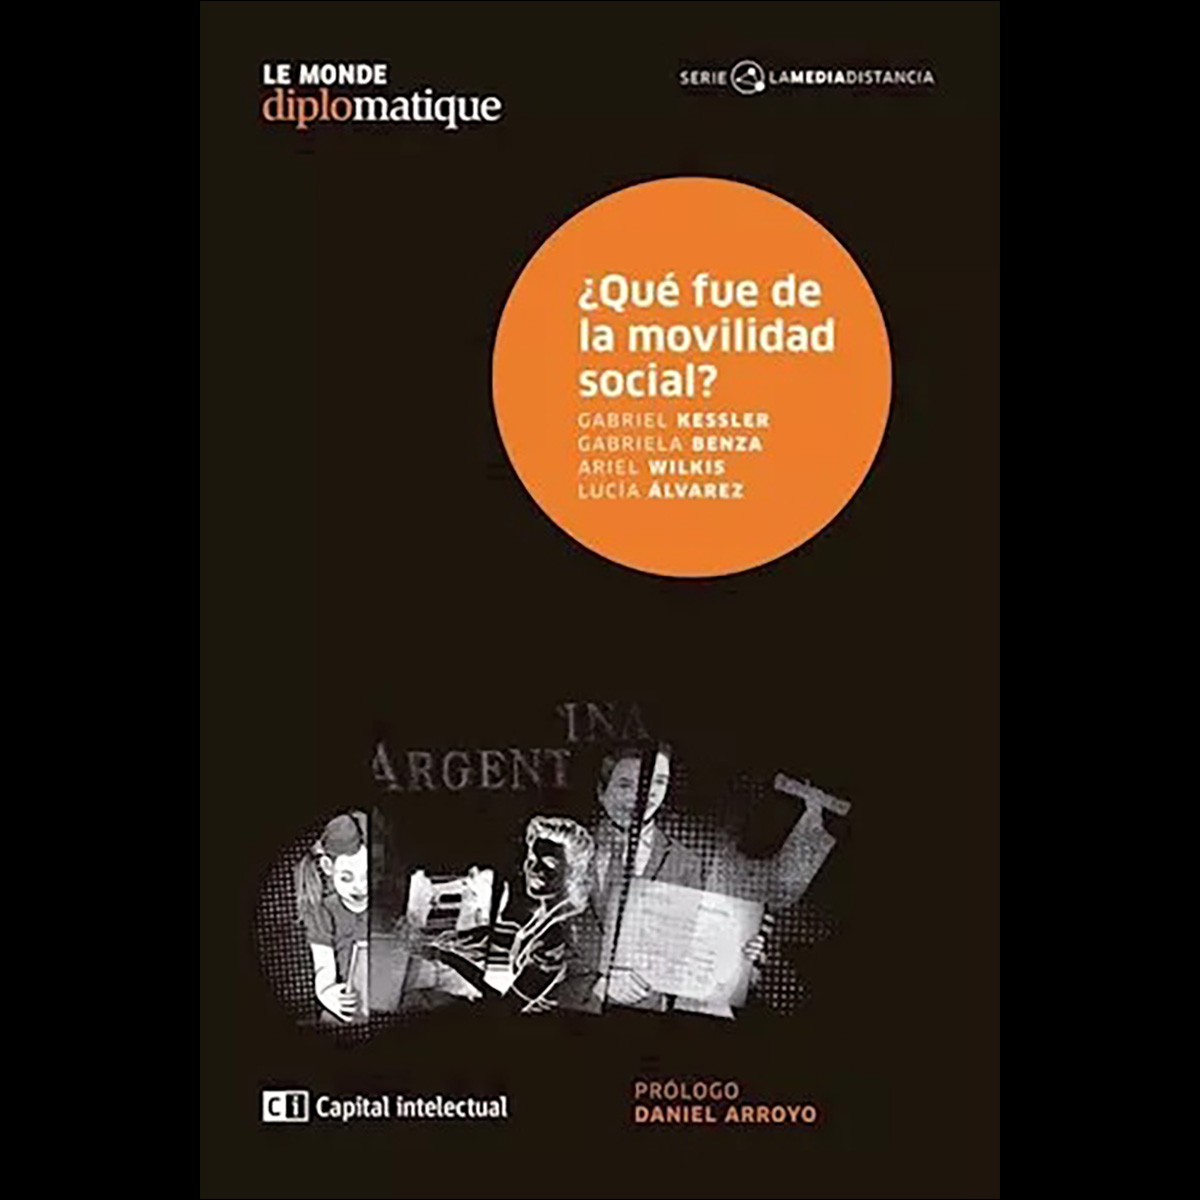 LE MONDE
diplomatique
SERIE LAMEDIADISTANCIA
¿Qué fue de
la movilidad
social?
GABRIEL KESSLER
GABRIELA BENZA
ARIEL WILKIS
LUCÍA ÁLVAREZ
INA
ARGENT
Ci Capital intelectual
PRÓLOGO
DANIEL ARROYO